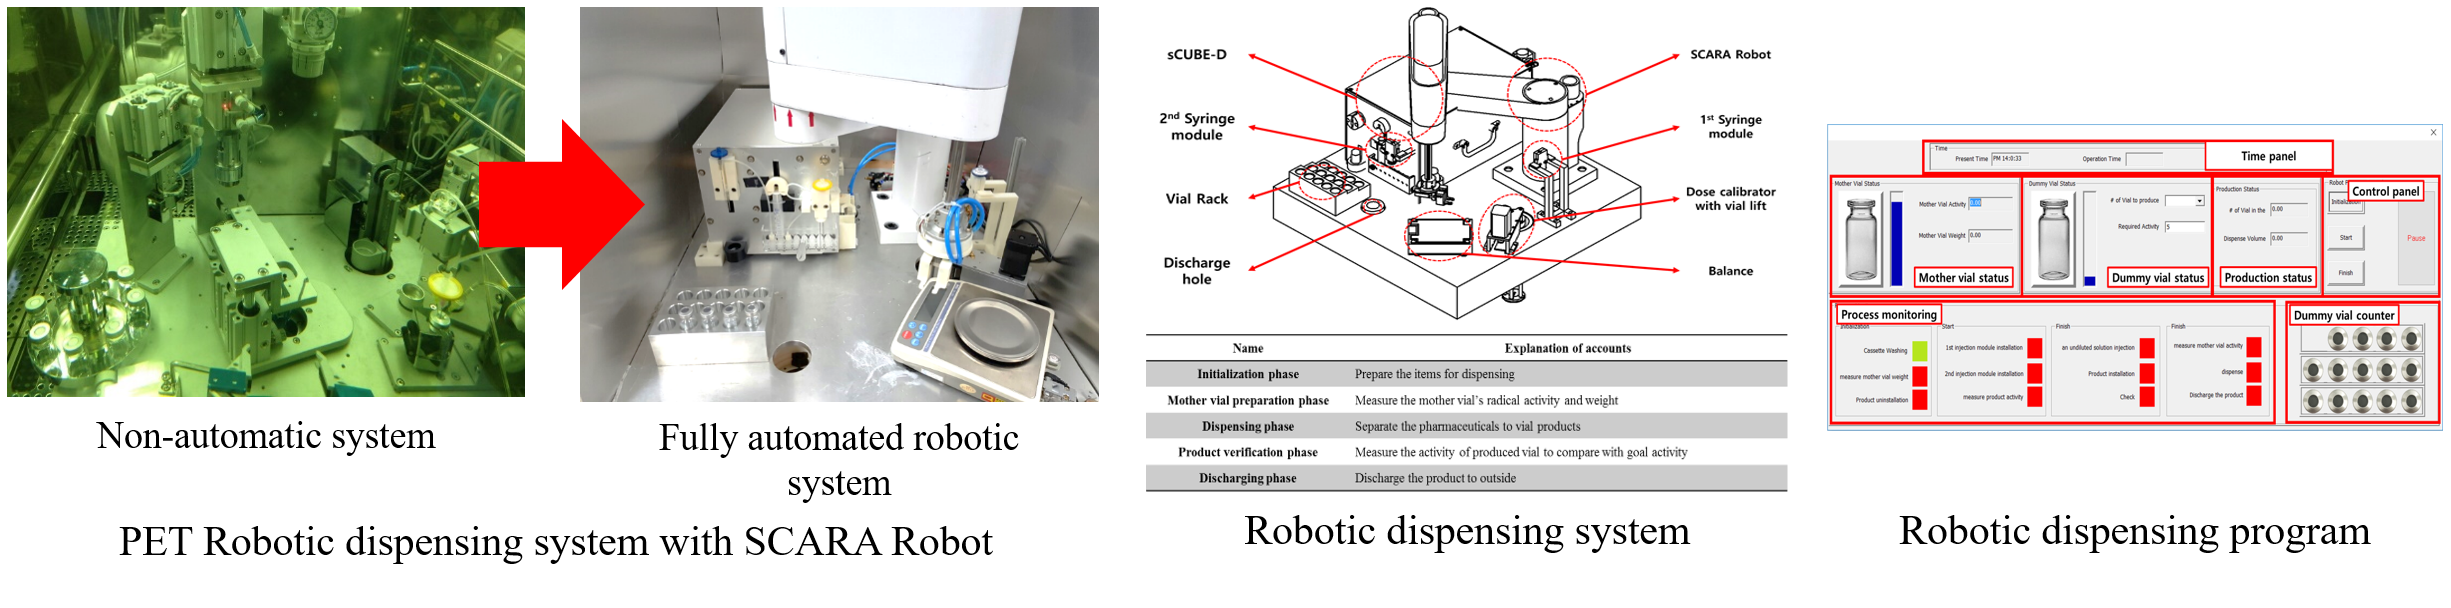 Non-automatic system
Fully automated robotic
system
PET Robotic dispensing system with SCARA Robot
sCUBE-D
2nd Syringe
module
Vial Rack
Discharge
hole
SCARA Robot
1st Syringe
module
Dose calibrator
with vial lift
Balance
Name Explanation of accounts
Initialization phase Prepare the items for dispensing
Mother vial preparation phase Measure the mother vial's radical activity and weight
Dispensing phase Separate the pharmaceuticals to vial products
Product verification phase Measure the activity of produced vial to compare with goal activity
Discharging phase Discharge the product to outside
Robotic dispensing system
Time
Present Time PM 14:0:33 Operation Time
Time panel
Mother Vial Status
Mother Vial Activity 0.00
Mother Vial Weight 0.00
Mother vial status
Dummy Vial Status
# of Vial to produce
Required Activity 5
Dummy vial status
Production Status
# of Vial in the 0.00
Dispense Volume 0.00
Production status
Control panel
Initialization
Start
Finish
Pause
Process monitoring
Initialization
Cassette Washing
measure mother vial weight
Product uninstallation
Start
1st injection module installation
2nd injection module installation
measure product activity
Finish
an undiluted solution injection
Product installation
Check
Finish
measure mother vial activity
dispense
Discharge the product
Dummy vial counter
Robotic dispensing program